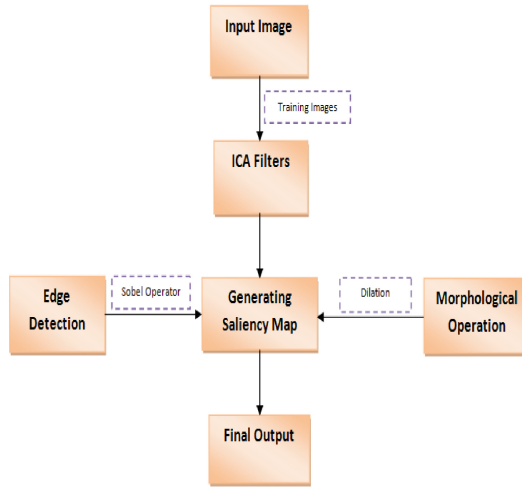 Input Image
Training Images
ICA Filters
Edge
Detection
Sobel Operator
Generating
Saliency Map
Dilation
Morphological
Operation
Final Output